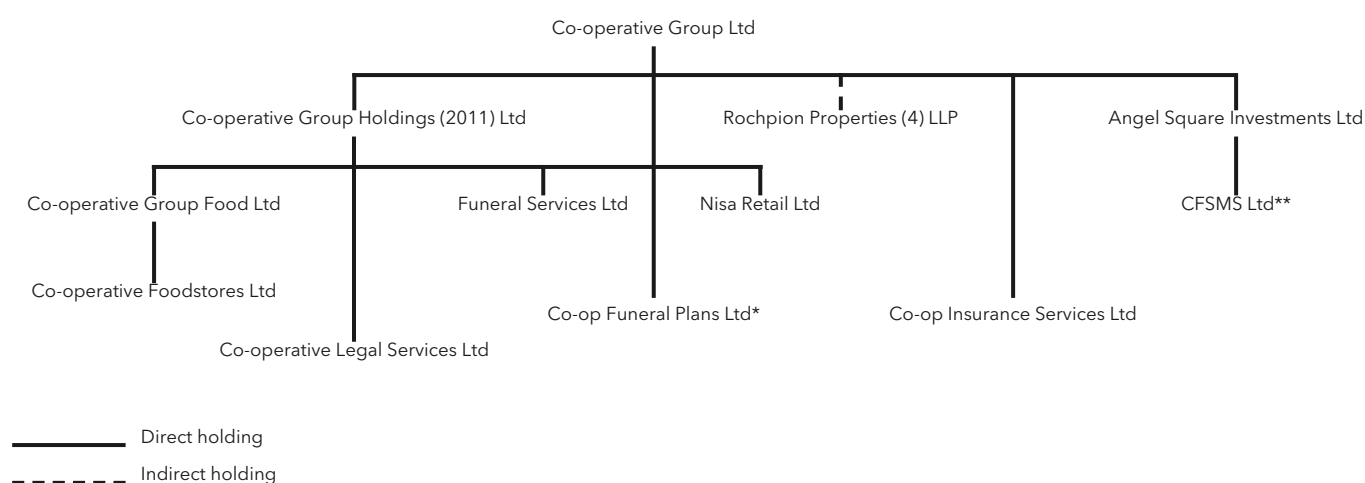 Co-operative Group Ltd
Co-operative Group Holdings (2011) Ltd
Rochpion Properties (4) LLP
Angel Square Investments Ltd
Co-operative Group Food Ltd
Funeral Services Ltd
Nisa Retail Ltd
CFSMS Ltd**
Co-operative Foodstores Ltd
Co-op Funeral Plans Ltd*
Co-op Insurance Services Ltd
Co-operative Legal Services Ltd
Direct holding
Indirect holding